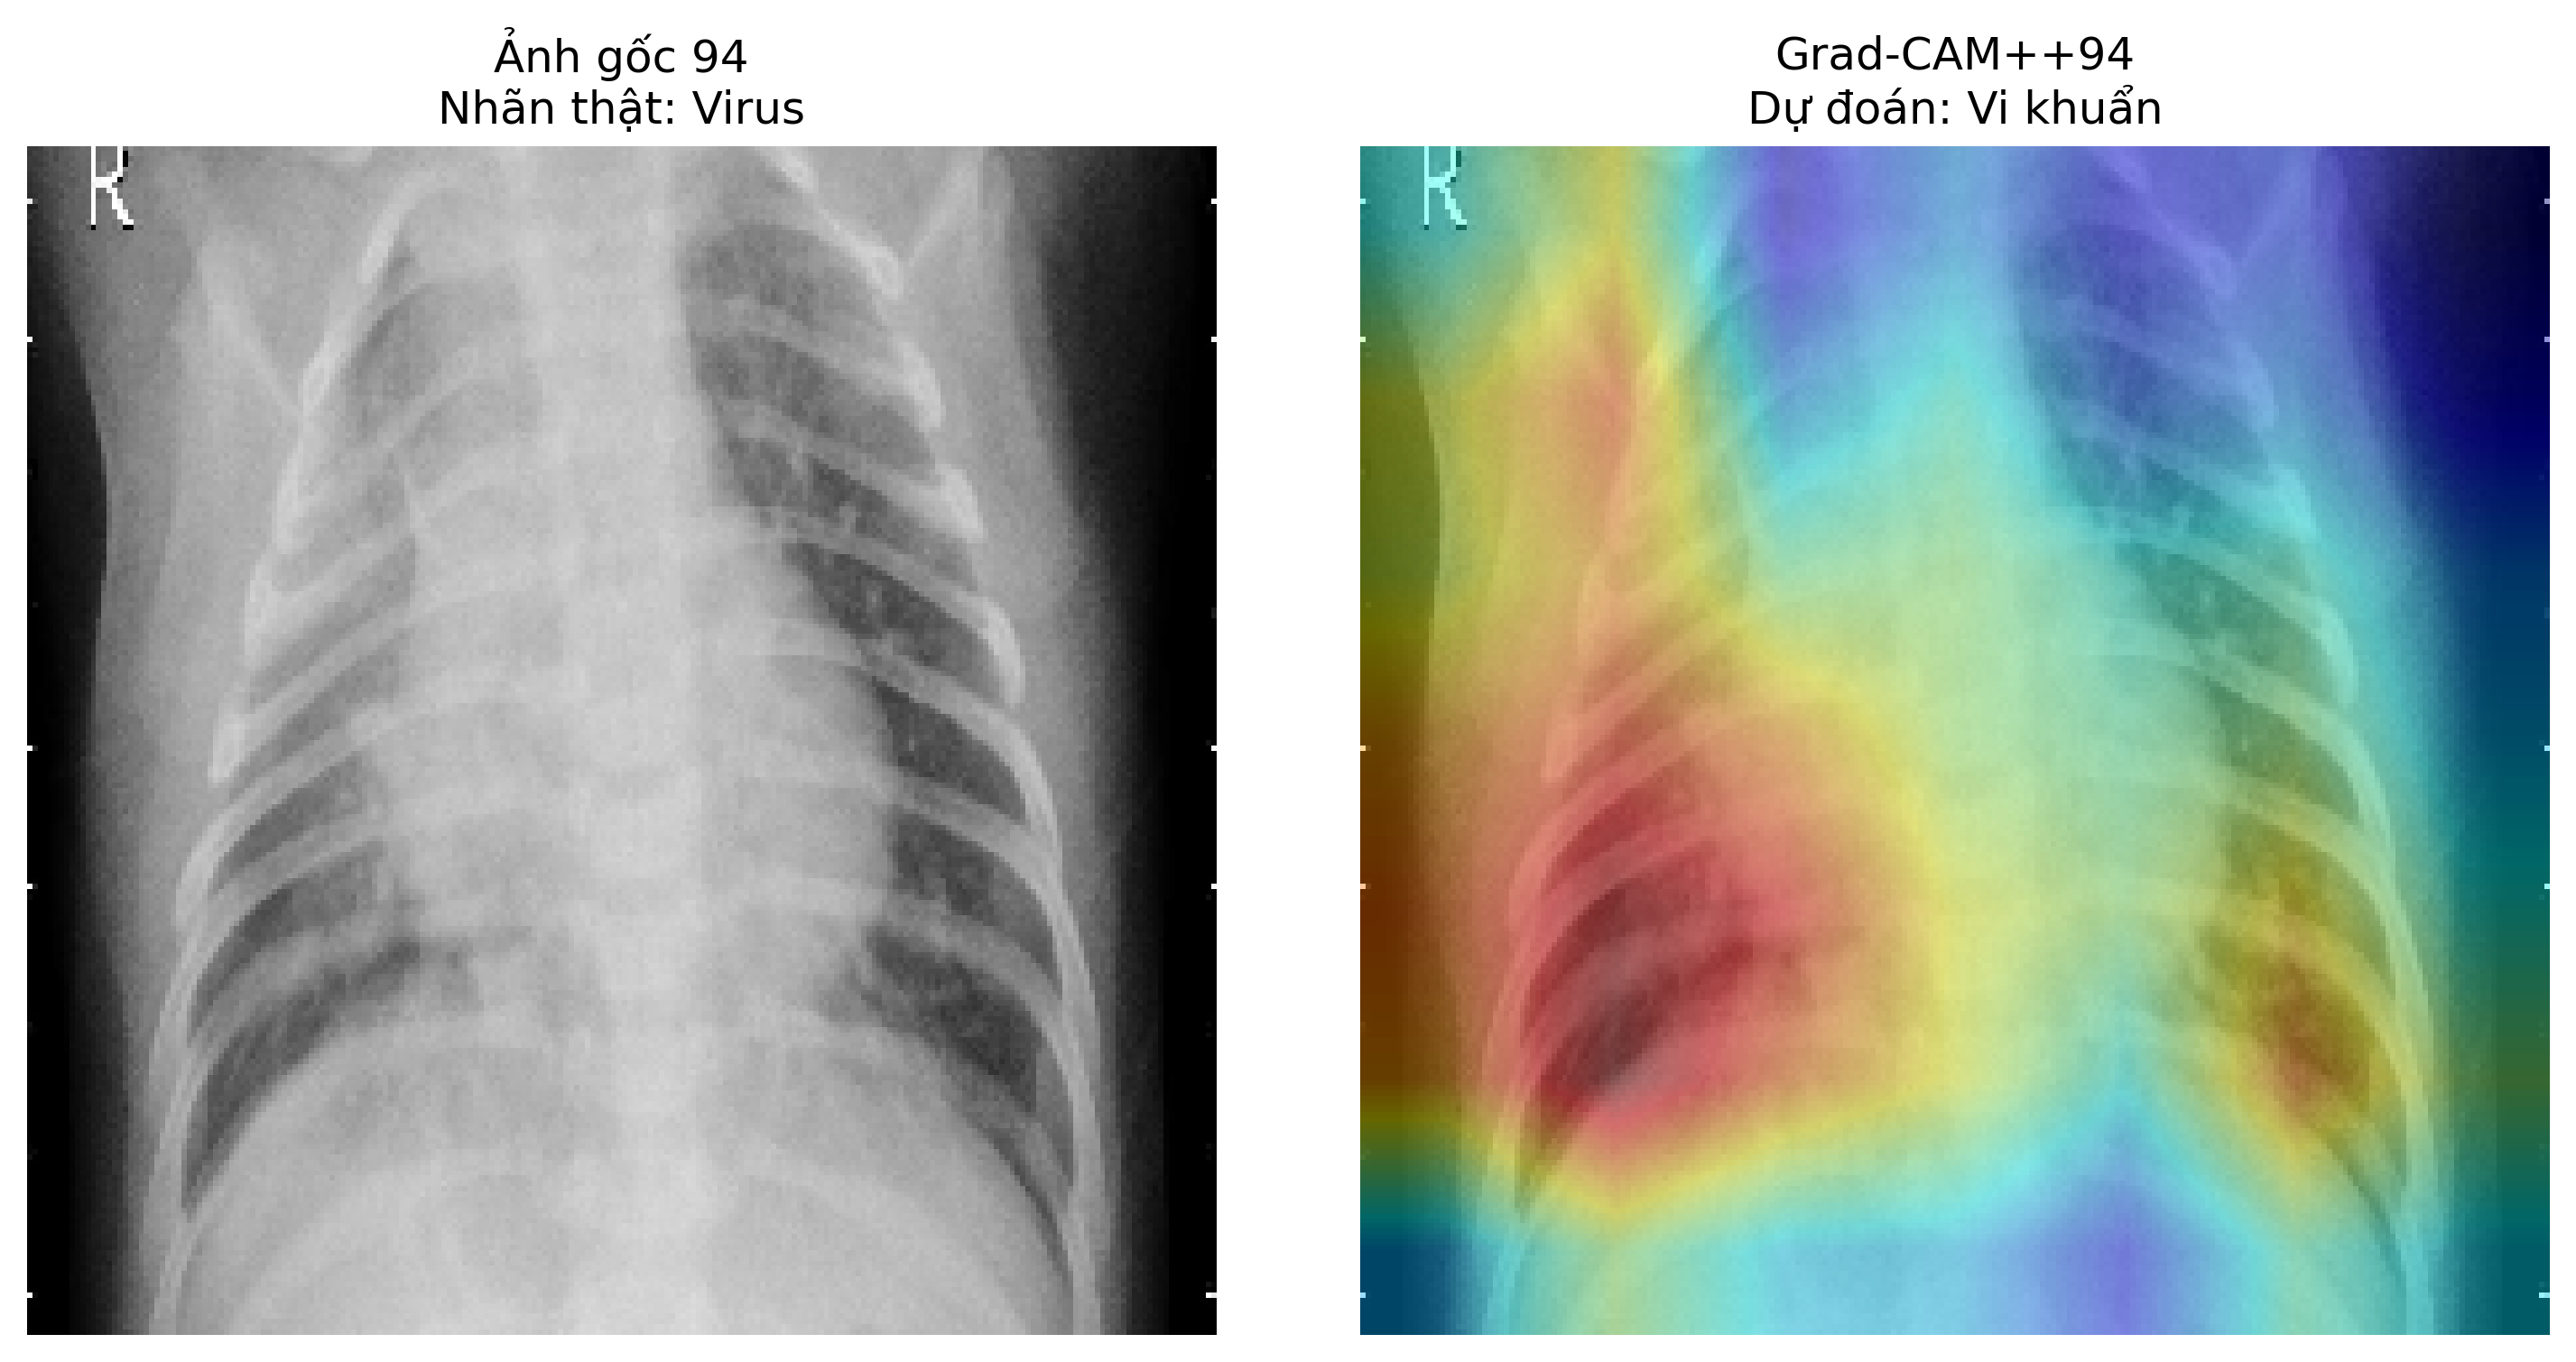 Ảnh gốc 94
Nhãn thật: Virus
Grad-CAM++94
Dự đoán: Vi khuẩn
R
R